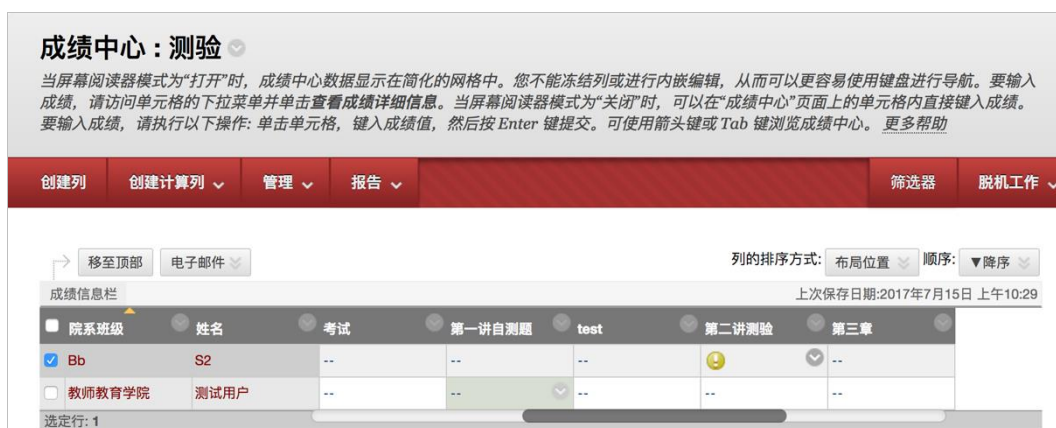 成绩中心 : 测验
当屏幕阅读器模式为“打开”时，成绩中心数据显示在简化的网格中。您不能冻结列或进行内嵌编辑，从而可以更容易使用键盘进行导航。要输入
成绩，请访问单元格的下拉菜单并单击查看成绩详细信息。当屏幕阅读器模式为“关闭”时，可以在“成绩中心”页面上的单元格内直接键入成绩。
要输入成绩，请执行以下操作: 单击单元格，键入成绩值，然后按 Enter 键提交。可使用箭头键或 Tab 键浏览成绩中心。 更多帮助
创建列 创建计算列 管理 报告 筛选器 脱机工作
移至顶部 电子邮件 列的排序方式: 布局位置 顺序: ▼降序
成绩信息栏 上次保存日期:2017年7月15日 上午10:29
院系班级 姓名 考试 第一讲自测题 test 第二讲测验 第三章
Bb S2 -- -- -- --
教师教育学院 测试用户 -- -- -- -- --
选定行: 1